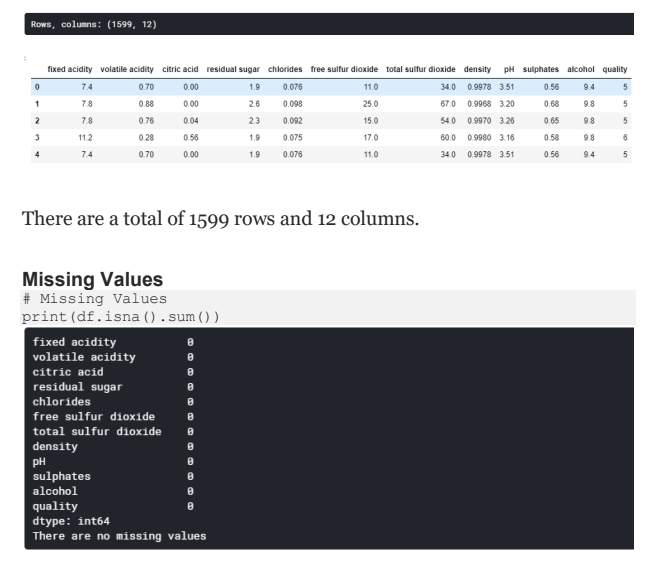 Rows, columns: (1599, 12)
:
fixed acidity volatile acidity citric acid residual sugar chlorides free sulfur dioxide total sulfur dioxide density pH sulphates alcohol quality
0 7.4 0.70 0.00 1.9 0.076 11.0 34.0 0.9978 3.51 0.56 9.4 5
1 7.8 0.88 0.00 2.6 0.098 25.0 67.0 0.9968 3.20 0.68 9.8 5
2 7.8 0.76 0.04 2.3 0.092 15.0 54.0 0.9970 3.26 0.65 9.8 5
3 11.2 0.28 0.56 1.9 0.075 17.0 60.0 0.9980 3.16 0.58 9.8 6
4 7.4 0.70 0.00 1.9 0.076 11.0 34.0 0.9978 3.51 0.56 9.4 5
There are a total of 1599 rows and 12 columns.
Missing Values
# Missing Values
print(df.isna().sum())
fixed acidity 0
volatile acidity 0
citric acid 0
residual sugar 0
chlorides 0
free sulfur dioxide 0
total sulfur dioxide 0
density 0
pH 0
sulphates 0
alcohol 0
quality 0
dtype: int64
There are no missing values